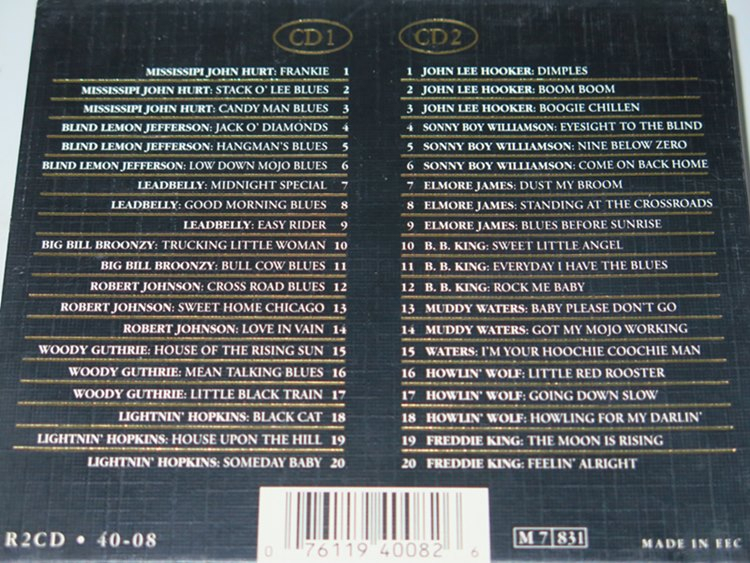 CD 1
MISSISSIPI JOHN HURT: FRANKIE 1
MISSISSIPI JOHN HURT: STACK O' LEE BLUES 2
MISSISSIPI JOHN HURT: CANDY MAN BLUES 3
BLIND LEMON JEFFERSON: JACK O' DIAMONDS 4
BLIND LEMON JEFFERSON: HANGMAN'S BLUES 5
BLIND LEMON JEFFERSON: LOW DOWN MOJO BLUES 6
LEADBELLY: MIDNIGHT SPECIAL 7
LEADBELLY: GOOD MORNING BLUES 8
LEADBELLY: EASY RIDER 9
BIG BILL BROONZY: TRUCKING LITTLE WOMAN 10
BIG BILL BROONZY: BULL COW BLUES 11
ROBERT JOHNSON: CROSS ROAD BLUES 12
ROBERT JOHNSON: SWEET HOME CHICAGO 13
ROBERT JOHNSON: LOVE IN VAIN 14
WOODY GUTHRIE: HOUSE OF THE RISING SUN 15
WOODY GUTHRIE: MEAN TALKING BLUES 16
WOODY GUTHRIE: LITTLE BLACK TRAIN 17
LIGHTNIN' HOPKINS: BLACK CAT 18
LIGHTNIN' HOPKINS: HOUSE UPON THE HILL 19
LIGHTNIN' HOPKINS: SOMEDAY BABY 20
CD 2
1 JOHN LEE HOOKER: DIMPLES
2 JOHN LEE HOOKER: BOOM BOOM
3 JOHN LEE HOOKER: BOOGIE CHILLEN
4 SONNY BOY WILLIAMSON: EYESIGHT TO THE BLIND
5 SONNY BOY WILLIAMSON: NINE BELOW ZERO
6 SONNY BOY WILLIAMSON: COME ON BACK HOME
7 ELMORE JAMES: DUST MY BROOM
8 ELMORE JAMES: STANDING AT THE CROSSROADS
9 ELMORE JAMES: BLUES BEFORE SUNRISE
10 B. B. KING: SWEET LITTLE ANGEL
11 B. B. KING: EVERYDAY I HAVE THE BLUES
12 B. B. KING: ROCK ME BABY
13 MUDDY WATERS: BABY PLEASE DON'T GO
14 MUDDY WATERS: GOT MY MOJO WORKING
15 WATERS: I'M YOUR HOOCHIE COOCHIE MAN
16 HOWLIN' WOLF: LITTLE RED ROOSTER
17 HOWLIN' WOLF: GOING DOWN SLOW
18 HOWLIN' WOLF: HOWLING FOR MY DARLIN'
19 FREDDIE KING: THE MOON IS RISING
20 FREDDIE KING: FEELIN' ALRIGHT
R2CD • 40-08
0 76119 40082 6
M 7 831
MADE IN EEC